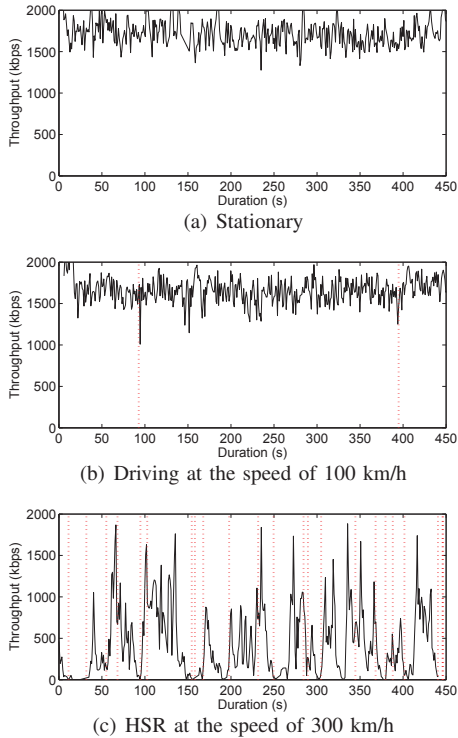 2000
1500
1000
500
0
Throughput (kbps)
0 50 100 150 200 250 300 350 400 450
Duration (s)
(a) Stationary
2000
1500
1000
500
0
Throughput (kbps)
0 50 100 150 200 250 300 350 400 450
Duration (s)
(b) Driving at the speed of 100 km/h
2000
1500
1000
500
0
Throughput (kbps)
0 50 100 150 200 250 300 350 400 450
Duration (s)
(c) HSR at the speed of 300 km/h